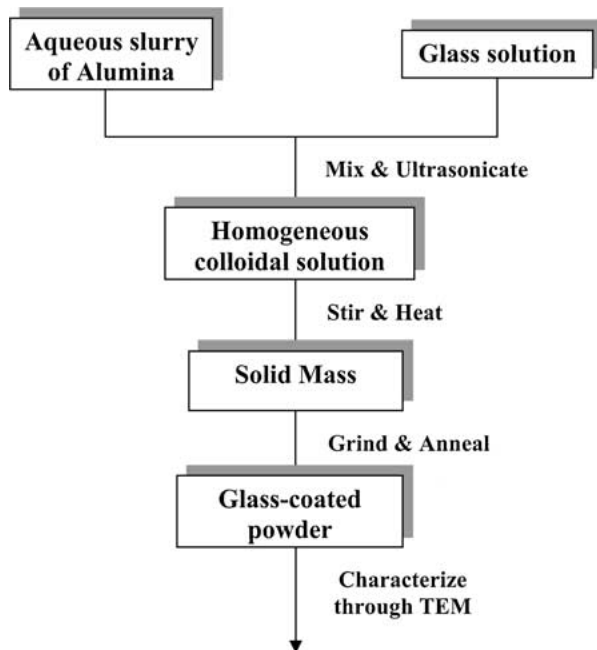 Aqueous slurry
of Alumina
Glass solution
Mix & Ultrasonicate
Homogeneous
colloidal solution
Stir & Heat
Solid Mass
Grind & Anneal
Glass-coated
powder
Characterize
through TEM